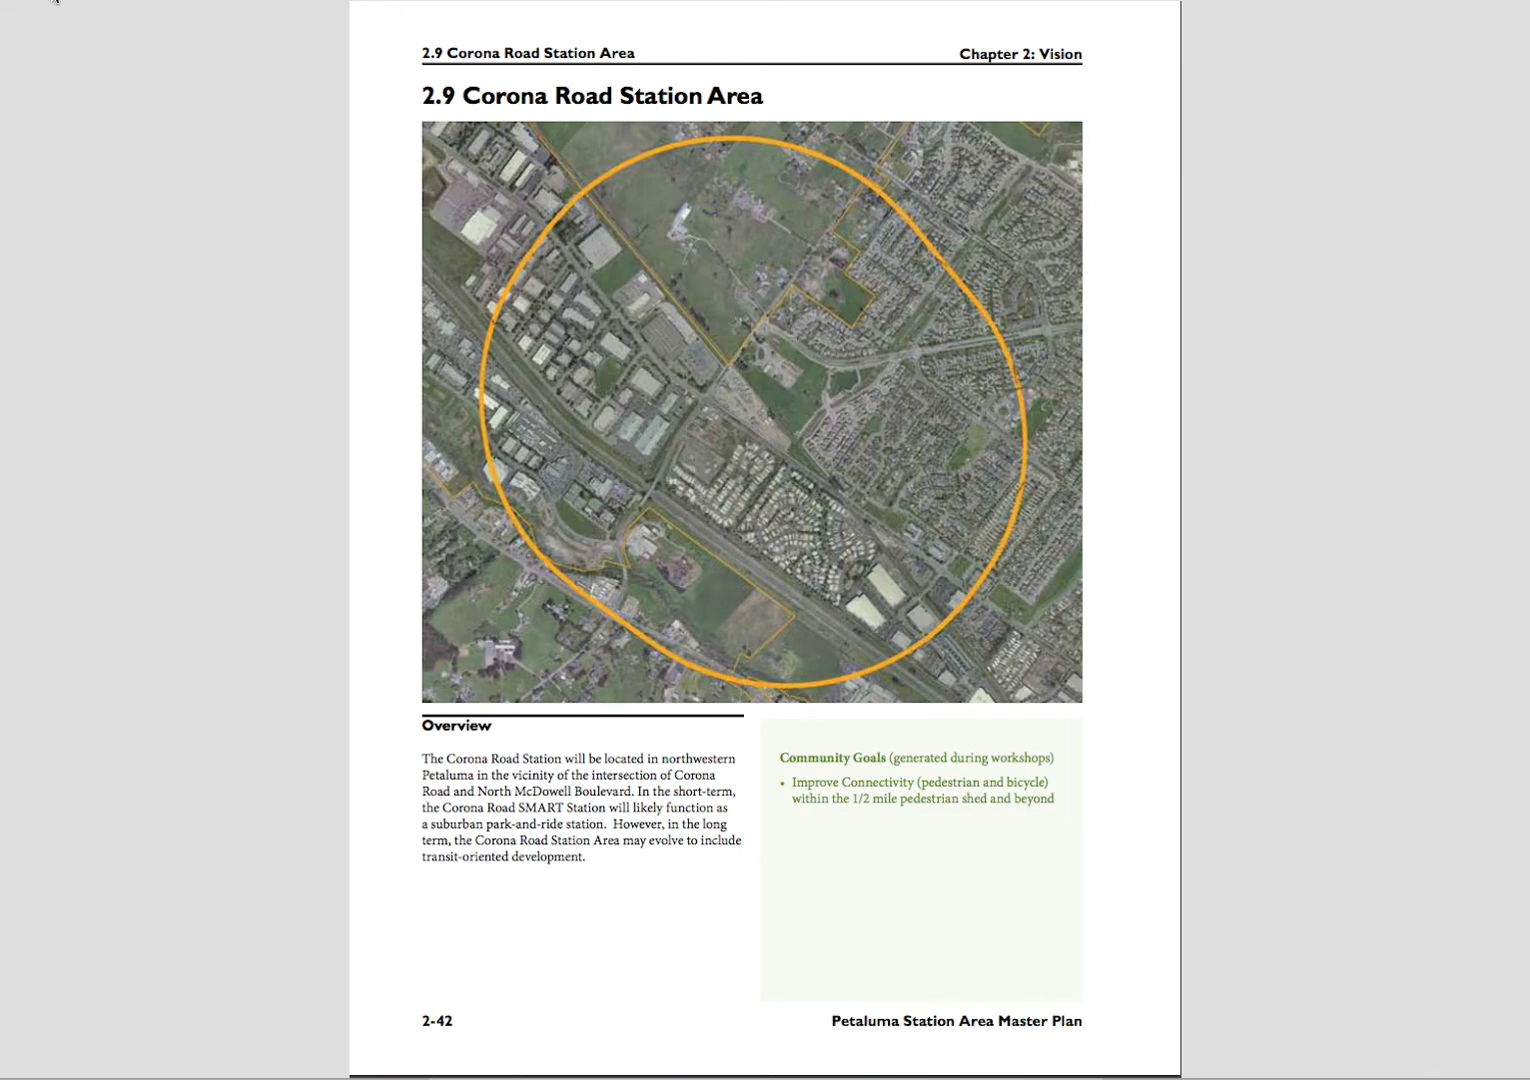 2.9 Corona Road Station Area
Chapter 2: Vision
2.9 Corona Road Station Area
Overview
The Corona Road Station will be located in northwestern
Petaluma in the vicinity of the intersection of Corona
Road and North McDowell Boulevard. In the short-term,
the Corona Road SMART Station will likely function as
a suburban park-and-ride station.  However, in the long
term, the Corona Road Station Area may evolve to include
transit-oriented development.
Community Goals (generated during workshops)
• Improve Connectivity (pedestrian and bicycle)
within the 1/2 mile pedestrian shed and beyond
2-42
Petaluma Station Area Master Plan